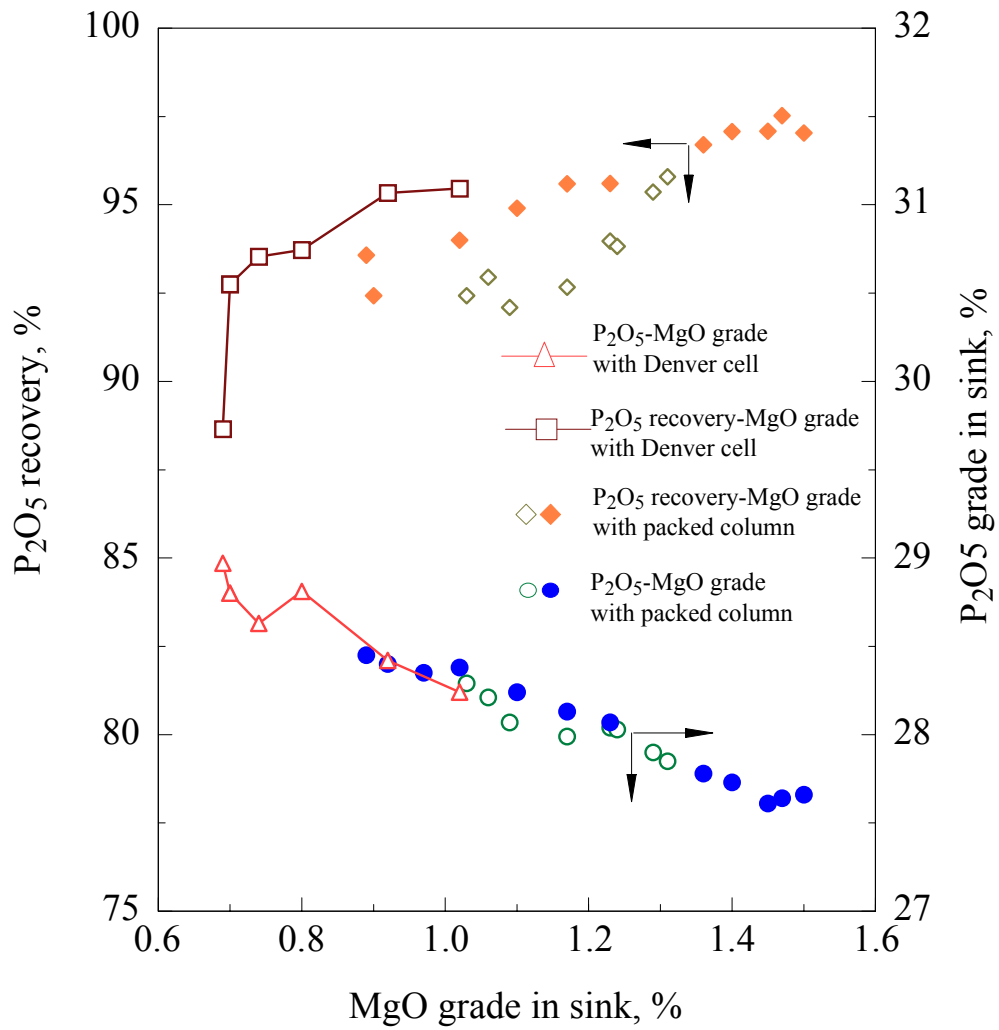 100
95
90
85
80
75
P₂O₅ recovery, %
32
31
30
29
28
27
P₂O5 grade in sink, %
P₂O₅-MgO grade
with Denver cell
P₂O₅ recovery-MgO grade
with Denver cell
P₂O₅ recovery-MgO grade
with packed column
P₂O₅-MgO grade
with packed column
0.6 0.8 1.0 1.2 1.4 1.6
MgO grade in sink, %